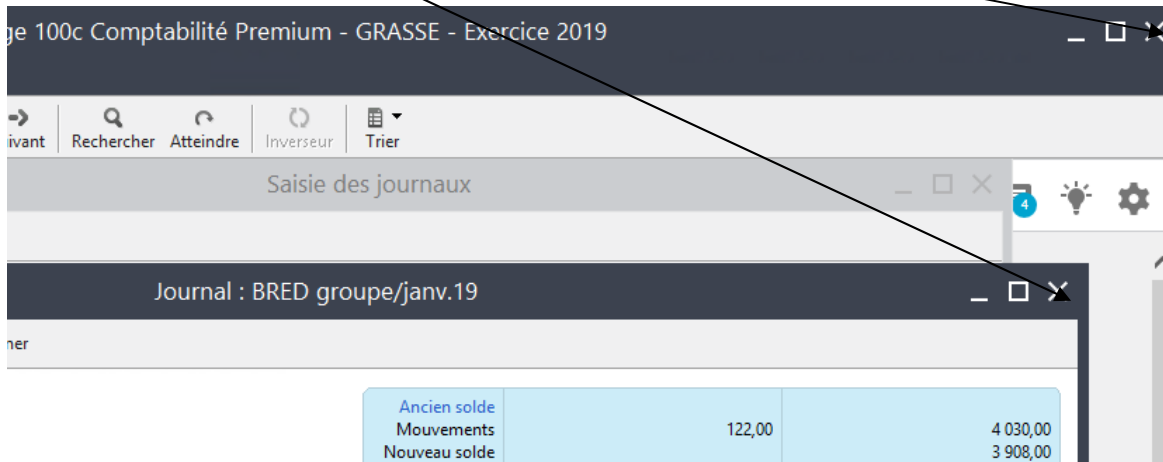 ge 100c Comptabilité Premium - GRASSE - Exercice 2019
ivant Rechercher Atteindre Inverseur Trier
Saisie des journaux
4
Journal : BRED groupe/janv.19
ner
Ancien solde
Mouvements 122,00 4 030,00
Nouveau solde 3 908,00